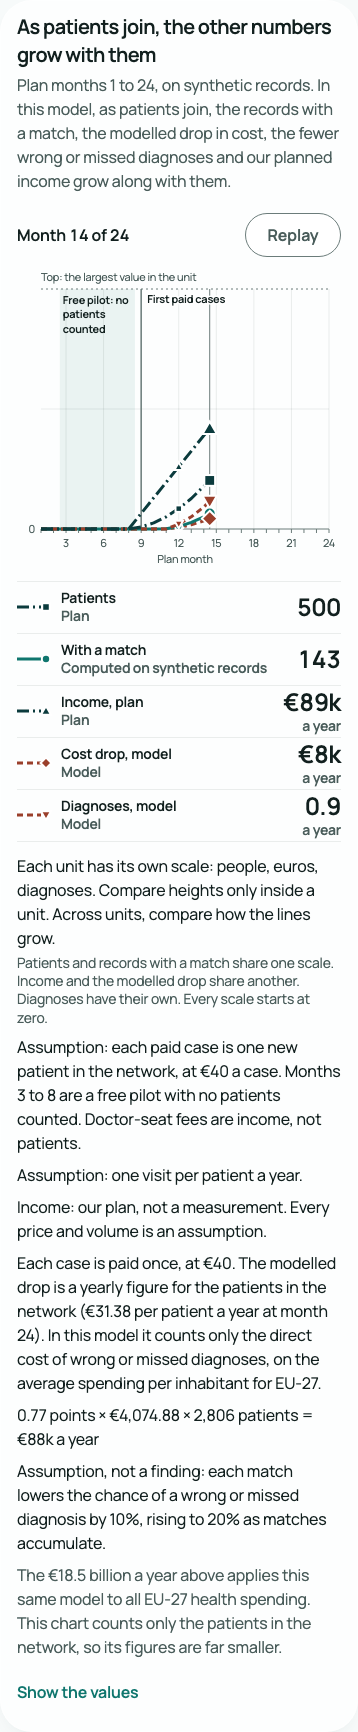 As patients join, the other numbers
grow with them
Plan months 1 to 24, on synthetic records. In
this model, as patients join, the records with
a match, the modelled drop in cost, the fewer
wrong or missed diagnoses and our planned
income grow along with them.
Month 14 of 24
Replay
Top: the largest value in the unit
Free pilot: no
patients
counted
First paid cases
0
3 6 9 12 15 18 21 24
Plan month
Patients
Plan
500
With a match
Computed on synthetic records
143
Income, plan
Plan
€89k
a year
Cost drop, model
Model
€8k
a year
Diagnoses, model
Model
0.9
a year
Each unit has its own scale: people, euros,
diagnoses. Compare heights only inside a
unit. Across units, compare how the lines
grow.
Patients and records with a match share one scale.
Income and the modelled drop share another.
Diagnoses have their own. Every scale starts at
zero.
Assumption: each paid case is one new
patient in the network, at €40 a case. Months
3 to 8 are a free pilot with no patients
counted. Doctor-seat fees are income, not
patients.
Assumption: one visit per patient a year.
Income: our plan, not a measurement. Every
price and volume is an assumption.
Each case is paid once, at €40. The modelled
drop is a yearly figure for the patients in the
network (€31.38 per patient a year at month
24). In this model it counts only the direct
cost of wrong or missed diagnoses, on the
average spending per inhabitant for EU-27.
0.77 points × €4,074.88 × 2,806 patients =
€88k a year
Assumption, not a finding: each match
lowers the chance of a wrong or missed
diagnosis by 10%, rising to 20% as matches
accumulate.
The €18.5 billion a year above applies this
same model to all EU-27 health spending.
This chart counts only the patients in the
network, so its figures are far smaller.
Show the values